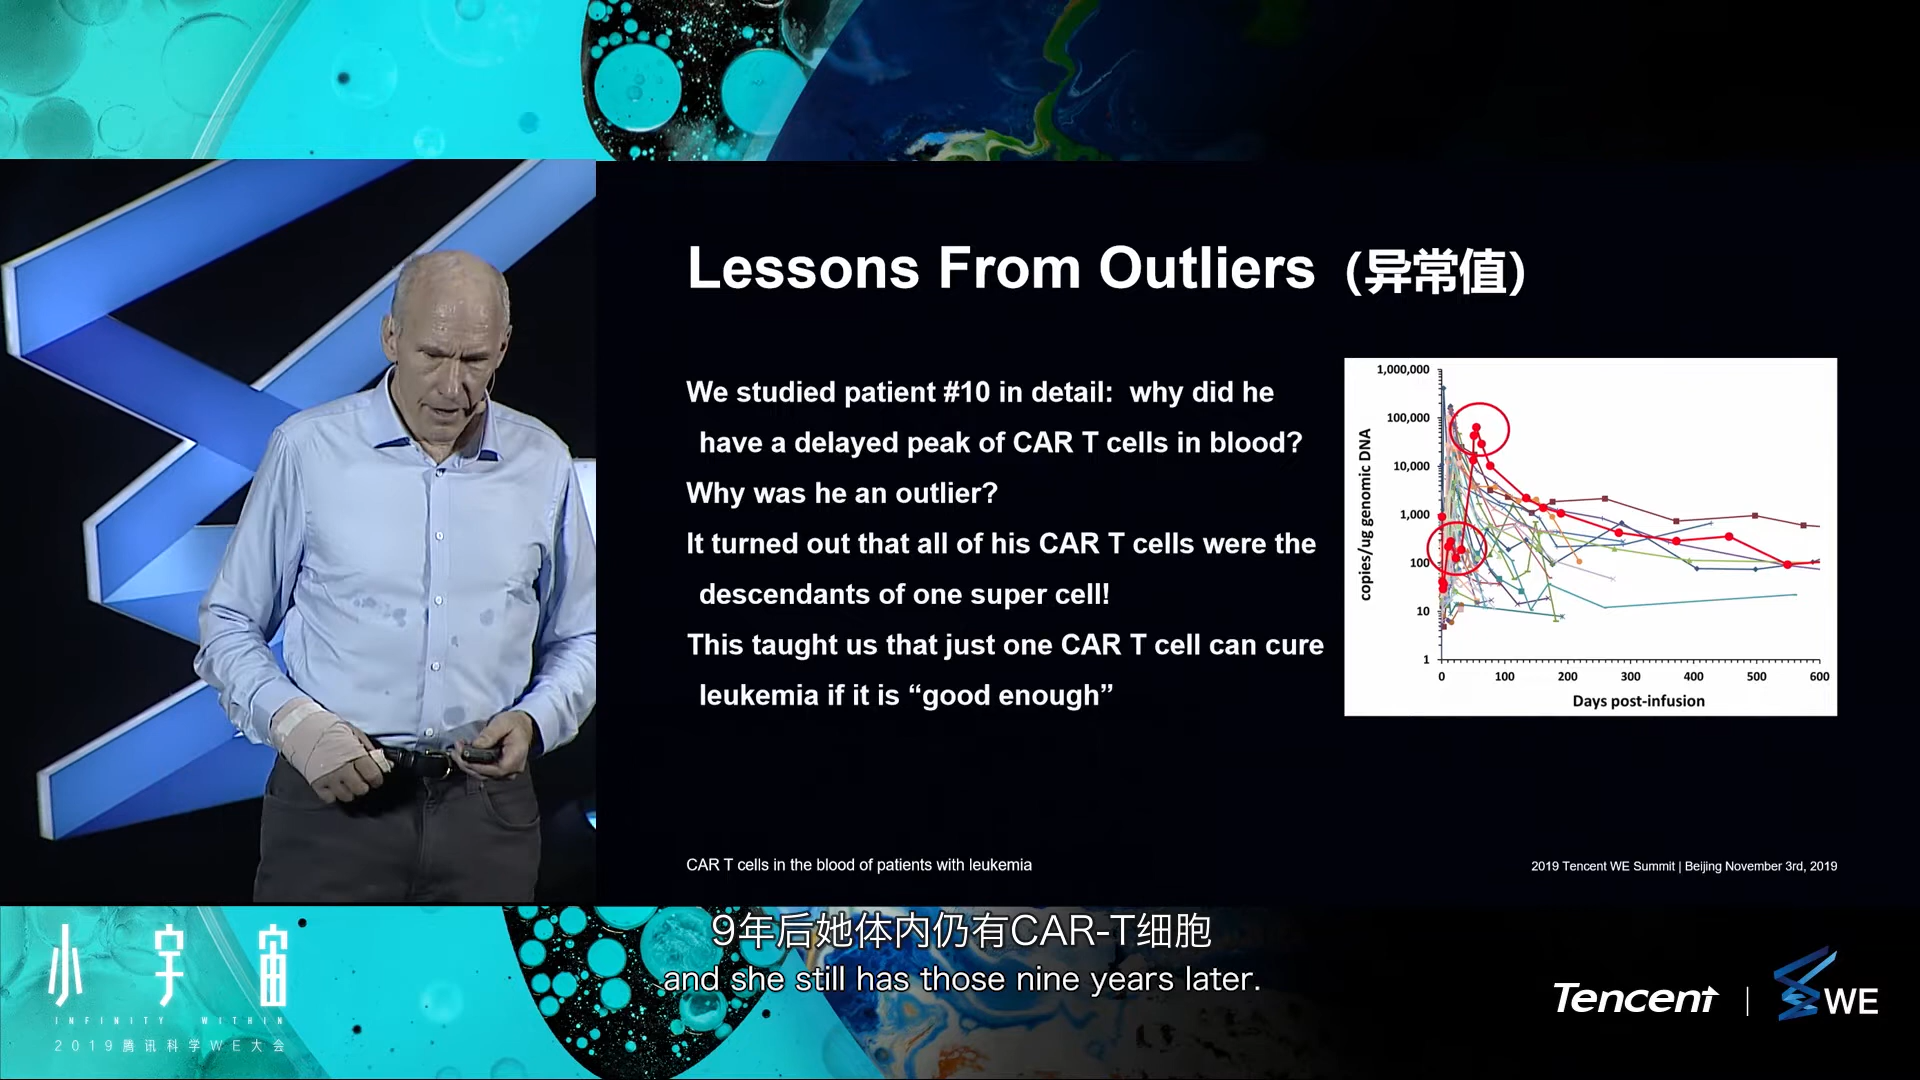 Lessons From Outliers（异常值）
We studied patient #10 in detail: why did he
have a delayed peak of CAR T cells in blood?
Why was he an outlier?
It turned out that all of his CAR T cells were the
descendants of one super cell!
This taught us that just one CAR T cell can cure
leukemia if it is “good enough”
1,000,000
100,000
10,000
1,000
100
10
1
copies/ug genomic DNA
0 100 200 300 400 500 600
Days post-infusion
CAR T cells in the blood of patients with leukemia
2019 Tencent WE Summit | Beijing November 3rd, 2019
9年后她体内仍有CAR-T细胞
and she still has those nine years later.
小宇宙
INFINITY WITHIN
2019腾讯科学WE大会
Tencent | WE